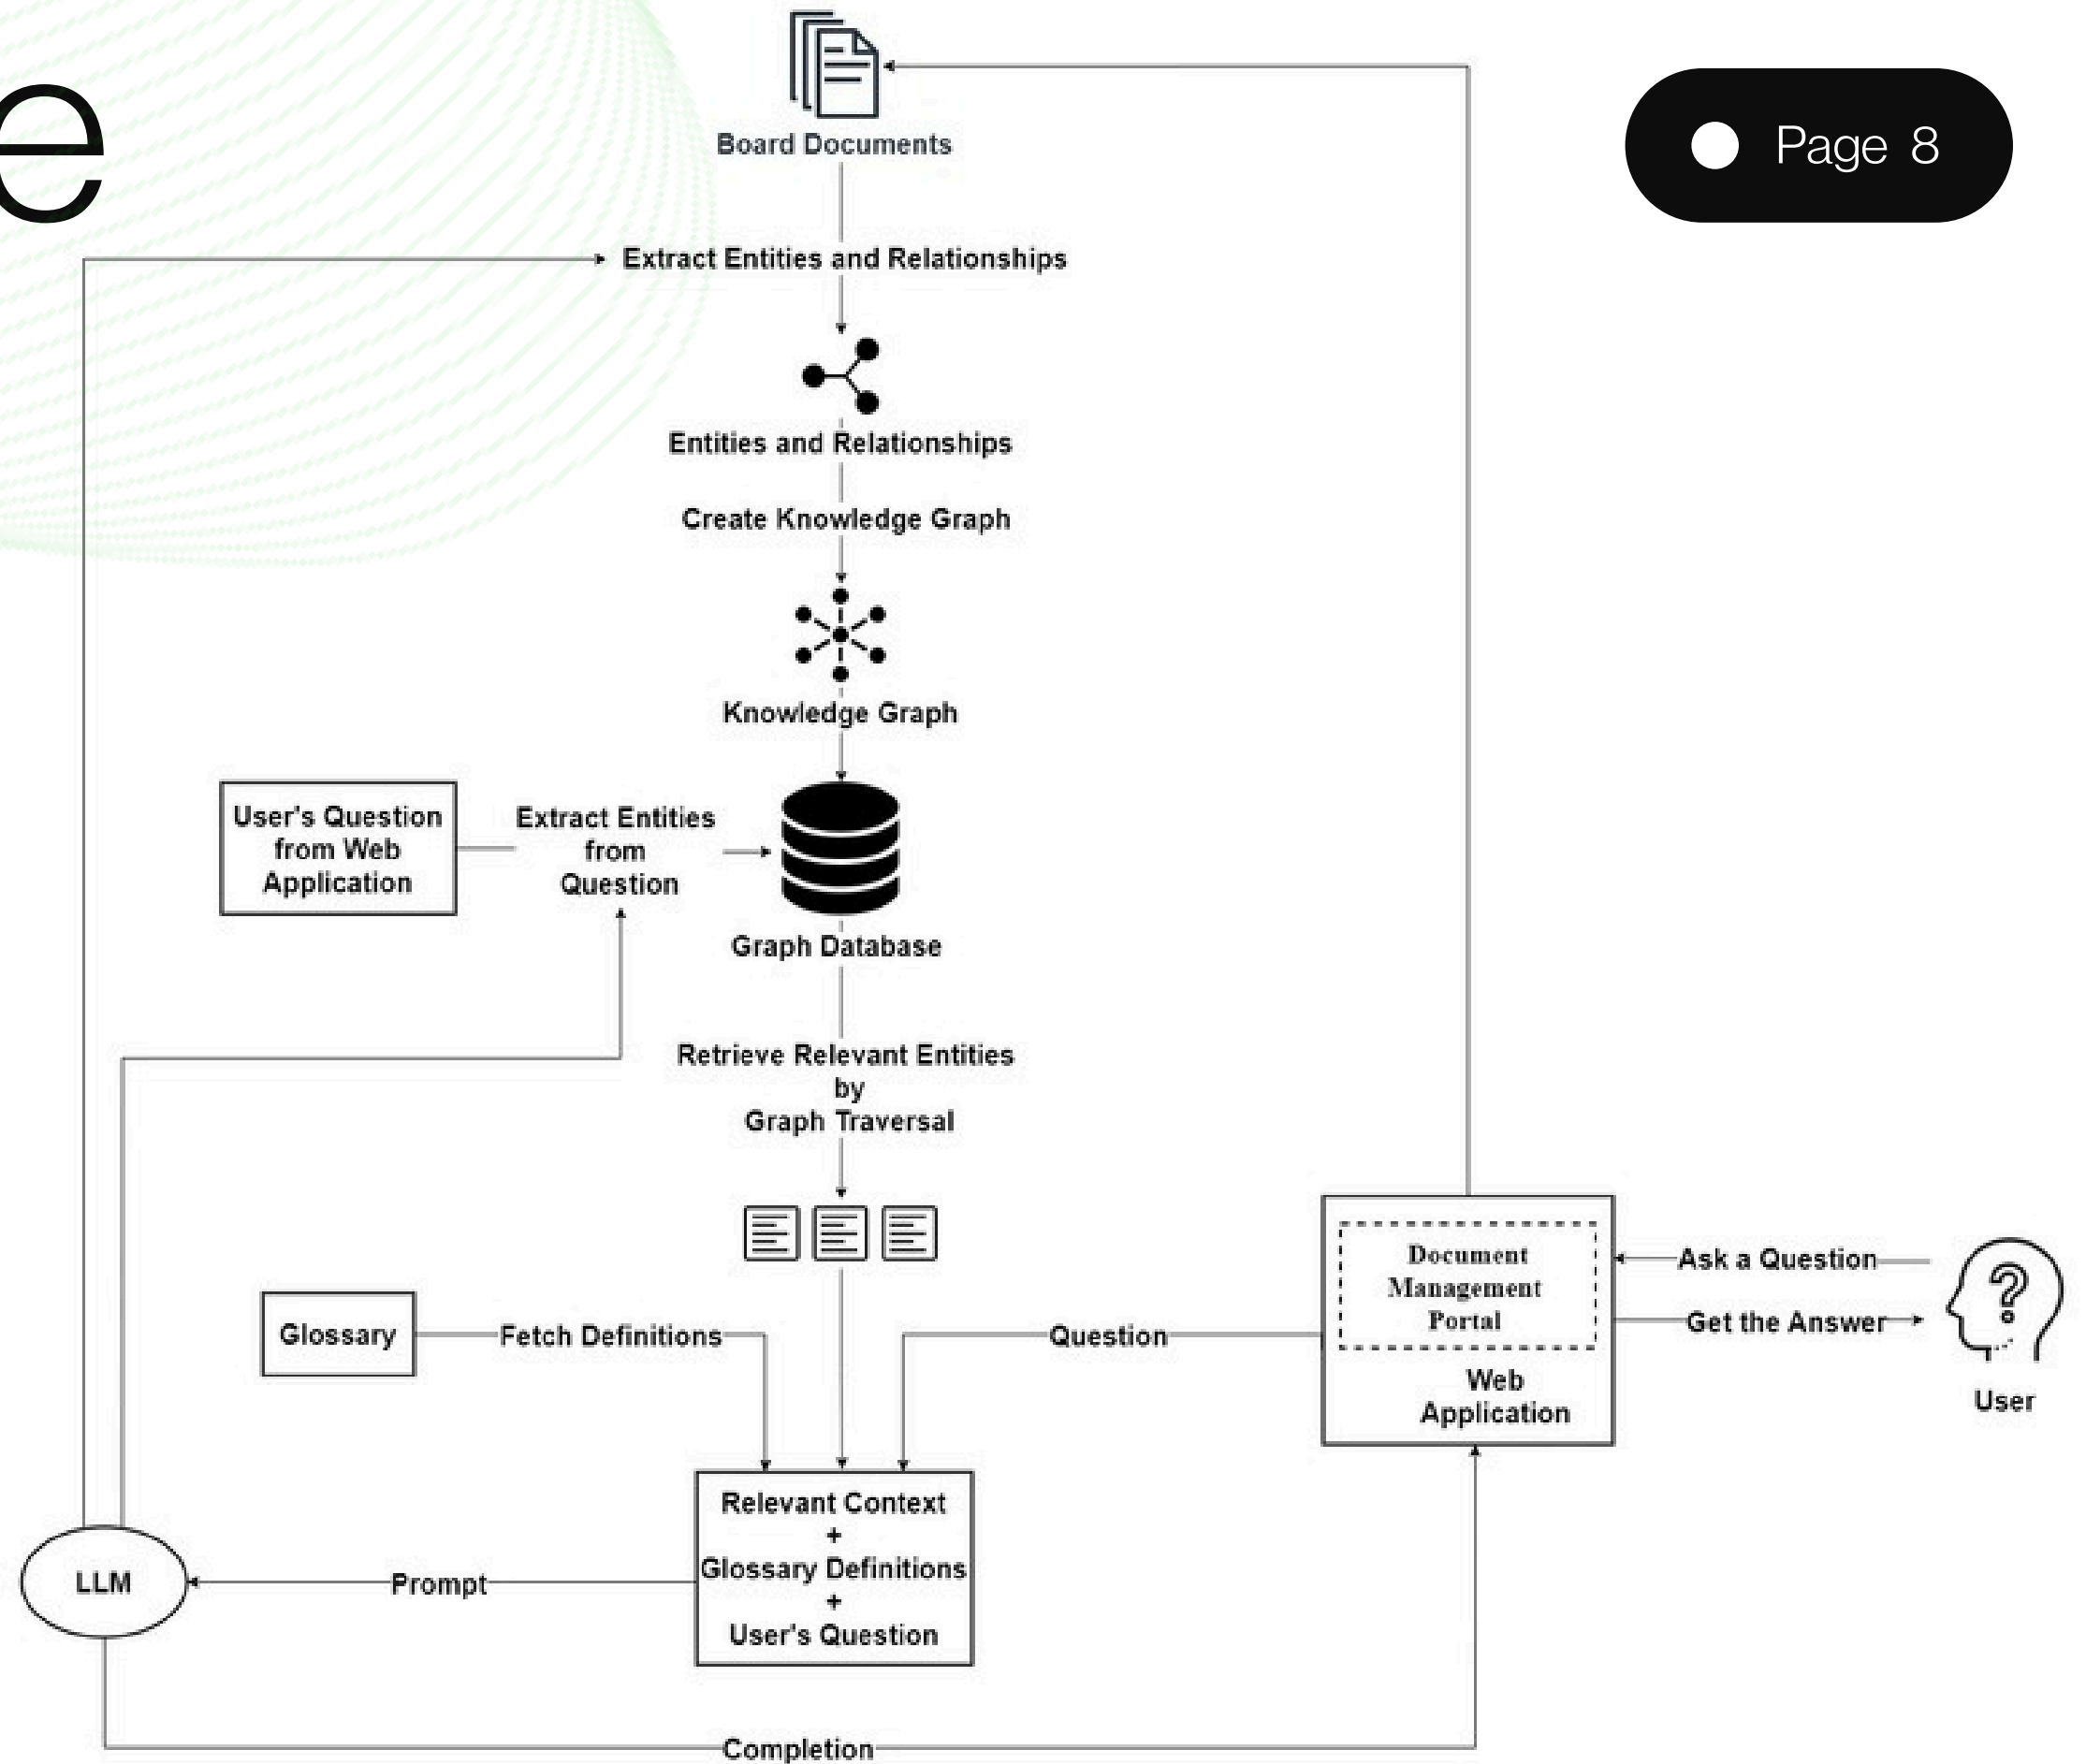 e
Page 8
Board Documents
Extract Entities and Relationships
Entities and Relationships
Create Knowledge Graph
Knowledge Graph
User's Question
from Web
Application
Extract Entities
from
Question
Graph Database
Retrieve Relevant Entities
by
Graph Traversal
Glossary
Fetch Definitions
Question
Document
Management
Portal
Web
Application
Ask a Question
Get the Answer
?
User
Relevant Context
+
Glossary Definitions
+
User's Question
LLM
Prompt
Completion